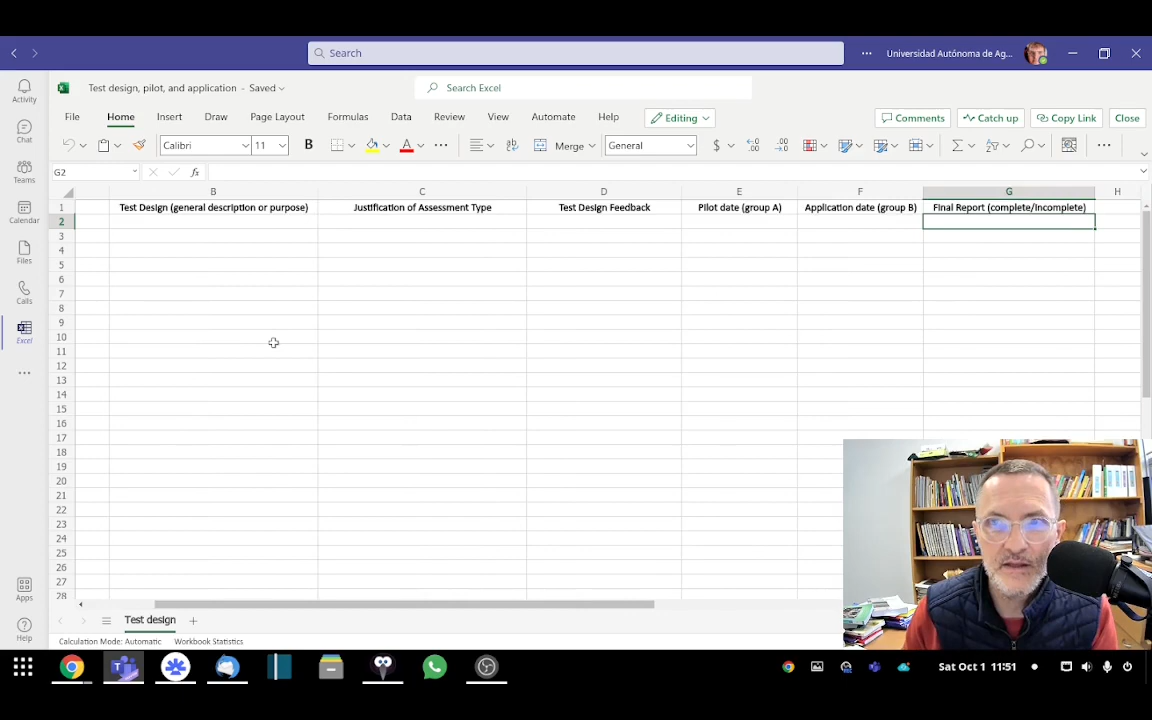 Search
Universidad Autónoma de Ag...
Activity
Chat
Teams
Calendar
Files
Calls
Excel
Apps
Help
Test design, pilot, and application - Saved
Search Excel
File Home Insert Draw Page Layout Formulas Data Review View Automate Help Editing Comments Catch up Copy Link Close
Calibri 11 B A Merge General $ .00
G2 fx
B C D E F G H
1 Test Design (general description or purpose) Justification of Assessment Type Test Design Feedback Pilot date (group A) Application date (group B) Final Report (complete/incomplete)
2
3
4
5
6
7
8
9
10
11
12
13
14
15
16
17
18
19
20
21
22
23
24
25
26
27
28
Test design
Calculation Mode: Automatic Workbook Statistics
Sat Oct 1 11:51